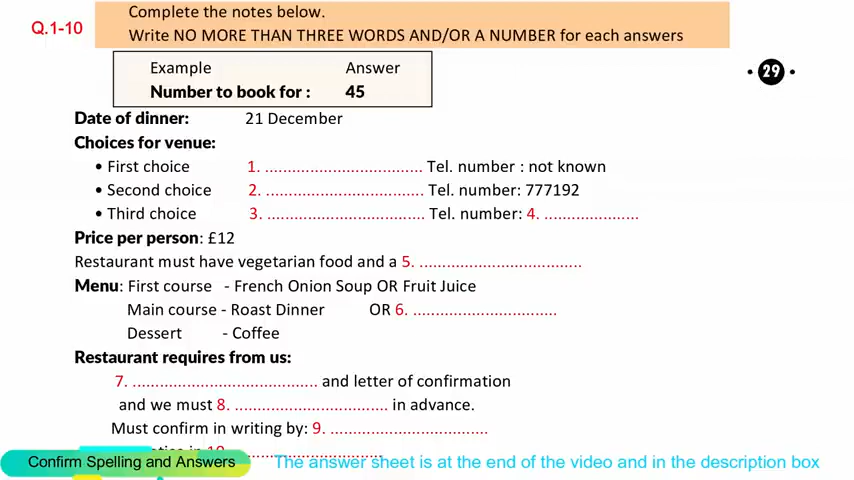 Q.1-10
Complete the notes below.
Write NO MORE THAN THREE WORDS AND/OR A NUMBER for each answers
Example Answer
Number to book for : 45
29
Date of dinner: 21 December
Choices for venue:
• First choice 1. .................................. Tel. number : not known
• Second choice 2. .................................. Tel. number: 777192
• Third choice 3. .................................. Tel. number: 4. ....................
Price per person: £12
Restaurant must have vegetarian food and a 5. ...................................
Menu: First course - French Onion Soup OR Fruit Juice
Main course - Roast Dinner OR 6. ...............................
Dessert - Coffee
Restaurant requires from us:
7. ........................................ and letter of confirmation
and we must 8. ................................. in advance.
Must confirm in writing by: 9. ..................................
in 10. ..................................
Confirm Spelling and Answers
The answer sheet is at the end of the video and in the description box